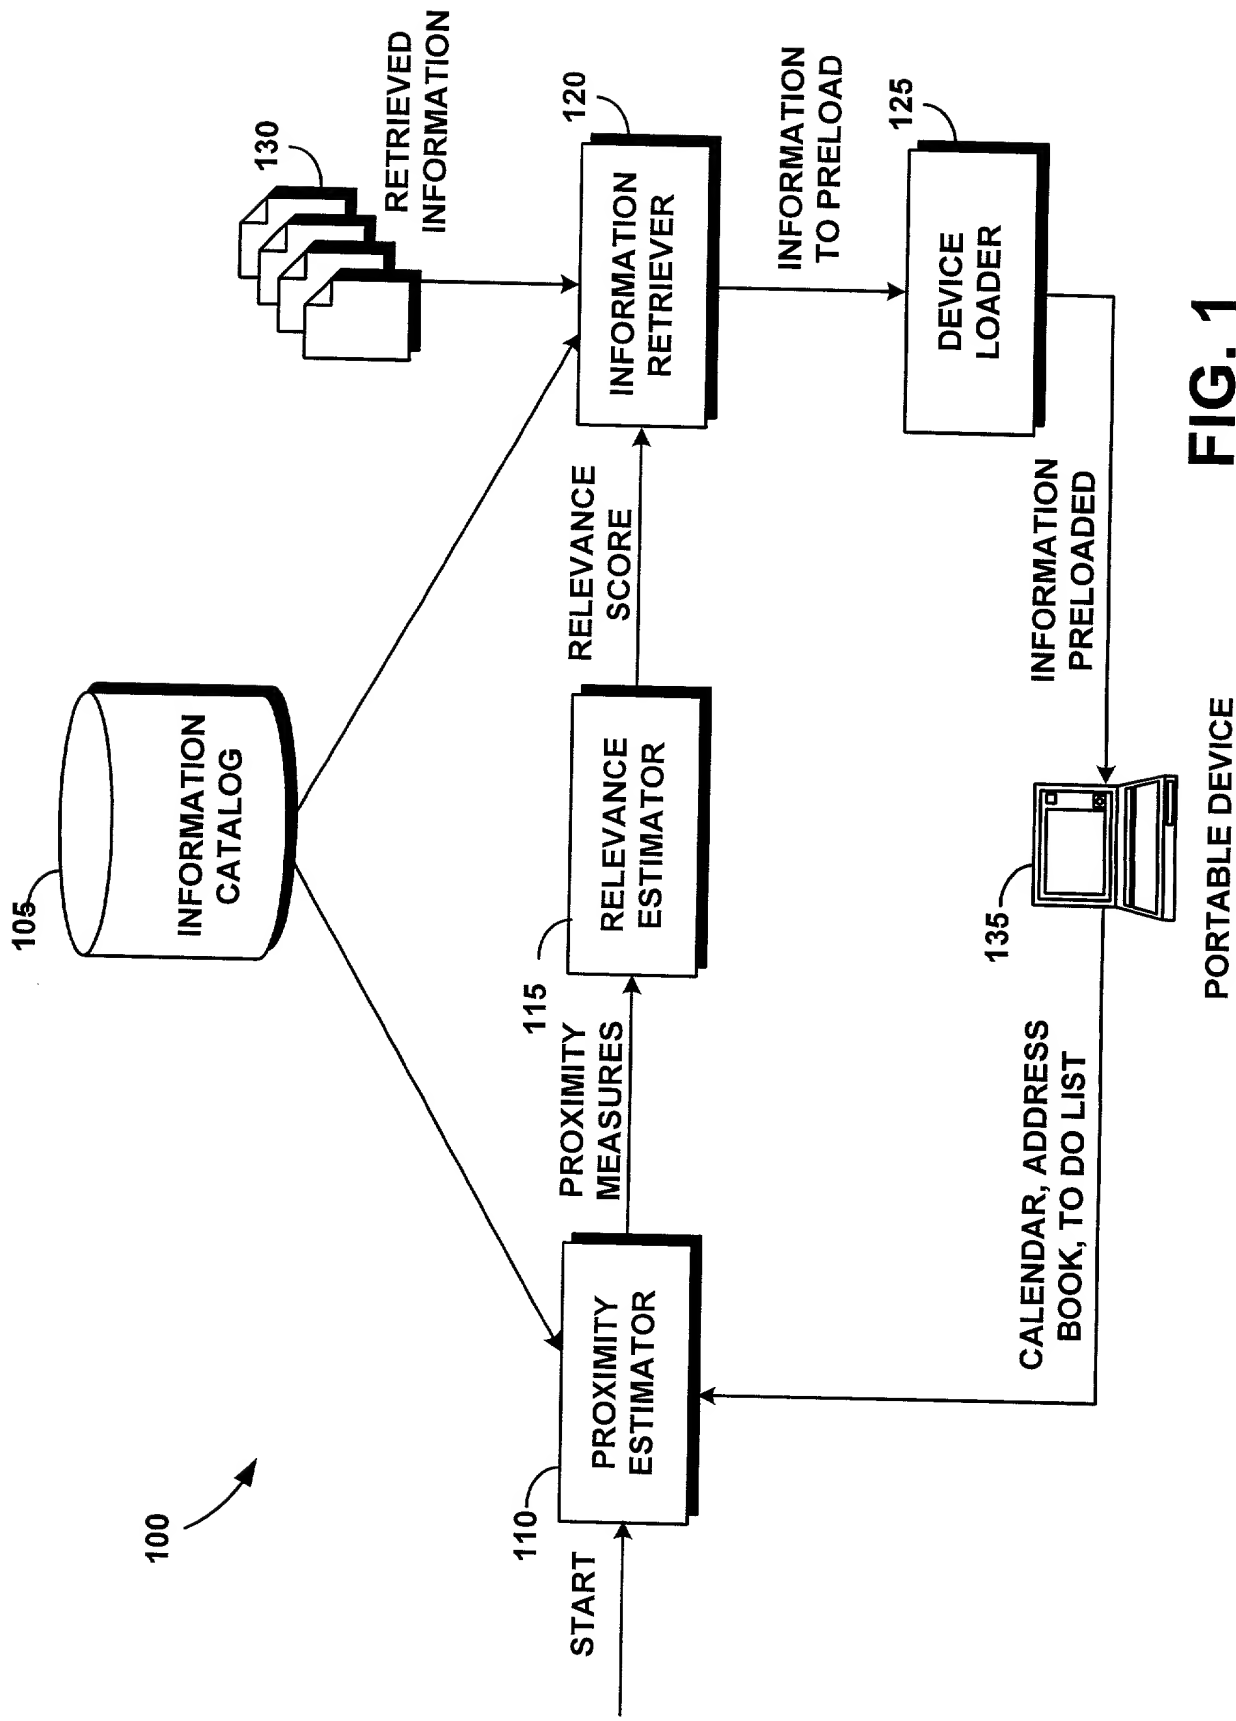 100
105
INFORMATION
CATALOG
130
RETRIEVED
INFORMATION
START
110
PROXIMITY
ESTIMATOR
PROXIMITY
MEASURES
115
RELEVANCE
ESTIMATOR
RELEVANCE
SCORE
120
INFORMATION
RETRIEVER
INFORMATION
TO PRELOAD
125
DEVICE
LOADER
CALENDAR, ADDRESS
BOOK, TO DO LIST
135
INFORMATION
PRELOADED
PORTABLE DEVICE
FIG. 1